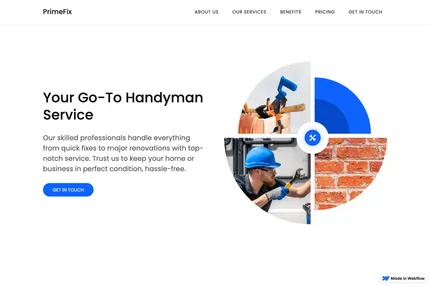 PrimeFix
ABOUT US
OUR SERVICES
BENEFITS
PRICING
GET IN TOUCH
Your Go-To Handyman
Service
Our skilled professionals handle everything
from quick fixes to major renovations with top-
notch service. Trust us to keep your home or
business in perfect condition, hassle-free.
GET IN TOUCH
Made in Webflow